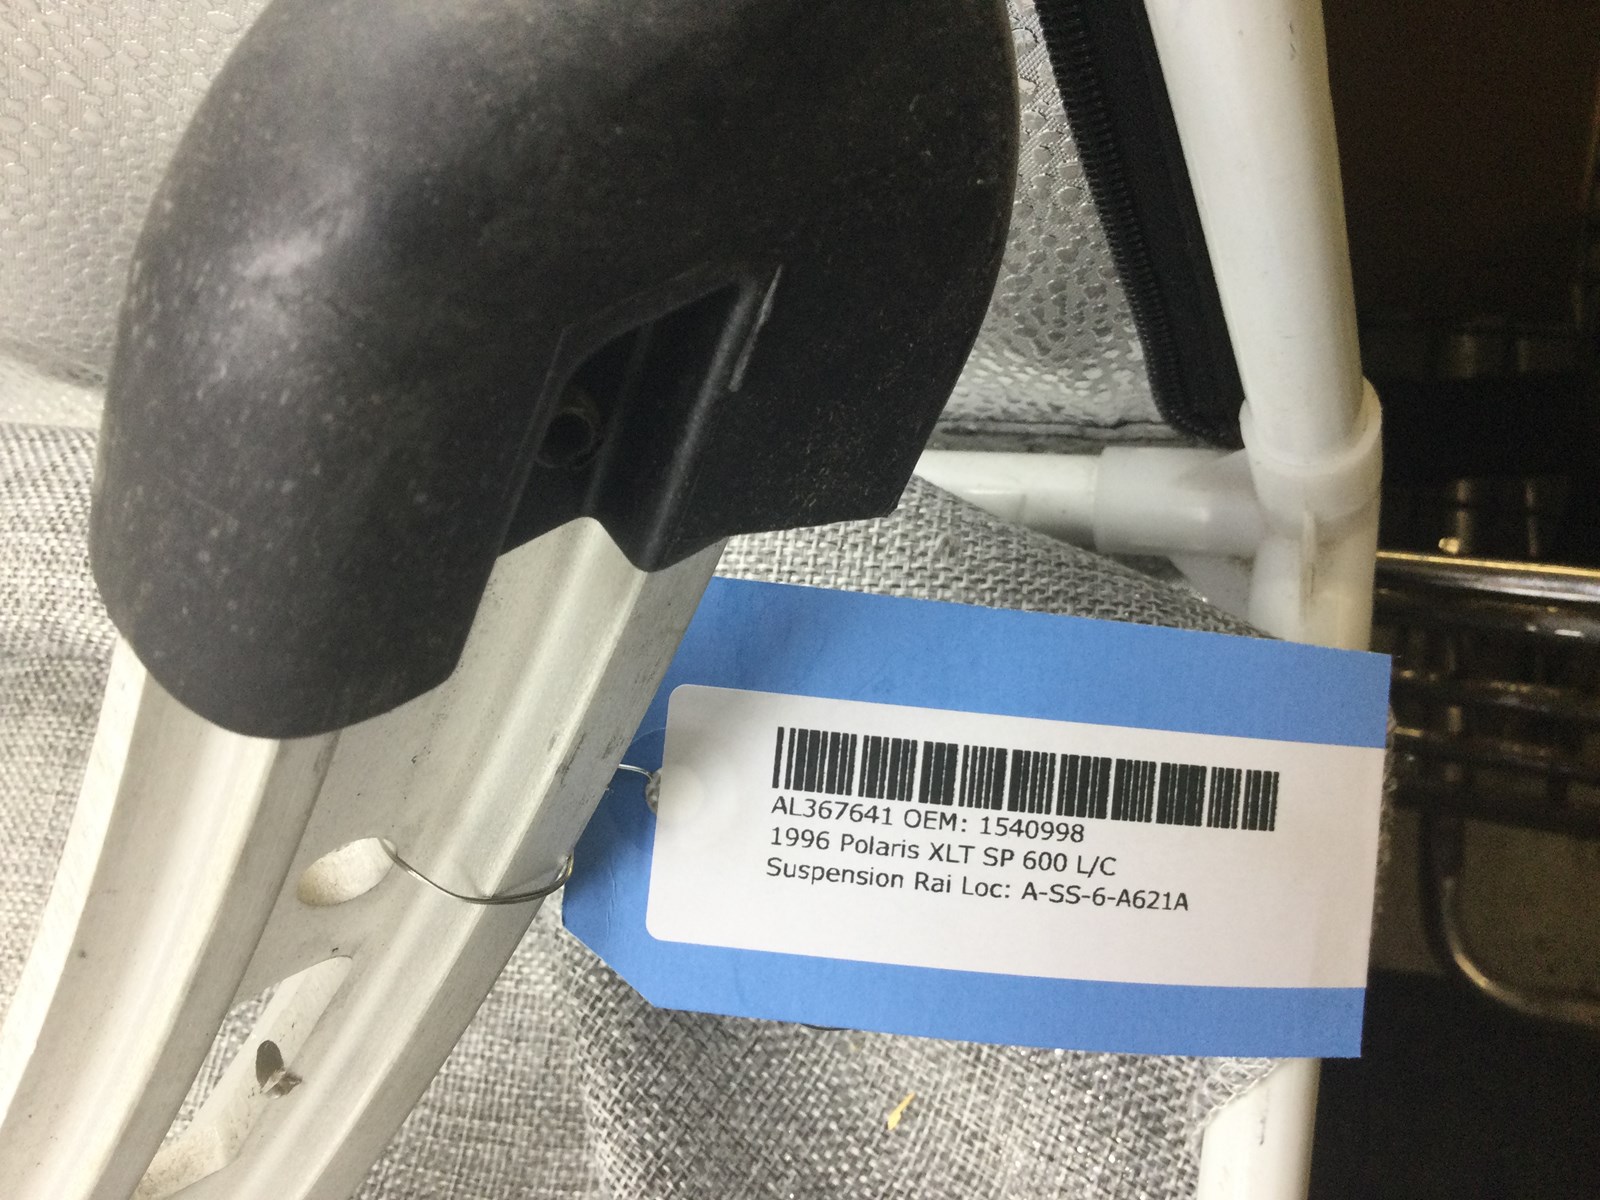 AL367641 OEM: 1540998
1996 Polaris XLT SP 600 L/C
Suspension Rai Loc: A-SS-6-A621A